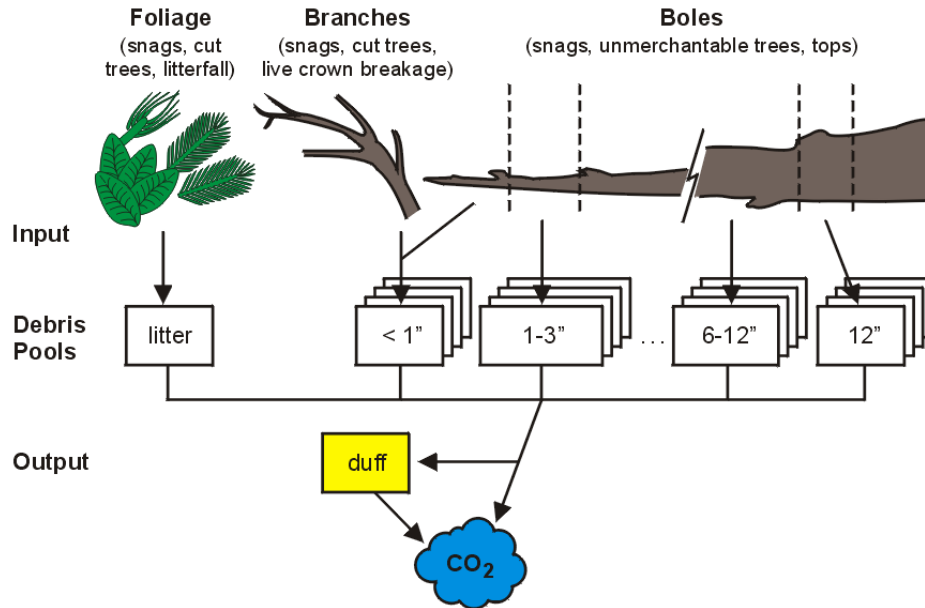 Foliage
(snags, cut
trees, litterfall)
Branches
(snags, cut trees,
live crown breakage)
Boles
(snags, unmerchantable trees, tops)
Input
Debris
Pools
litter
< 1”
1-3”
...
6-12”
12”
Output
duff
CO₂